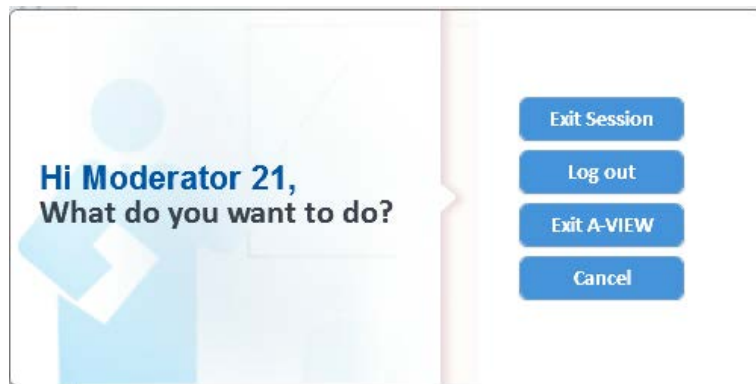 Hi Moderator 21,
What do you want to do?
Exit Session
Log out
Exit A-VIEW
Cancel